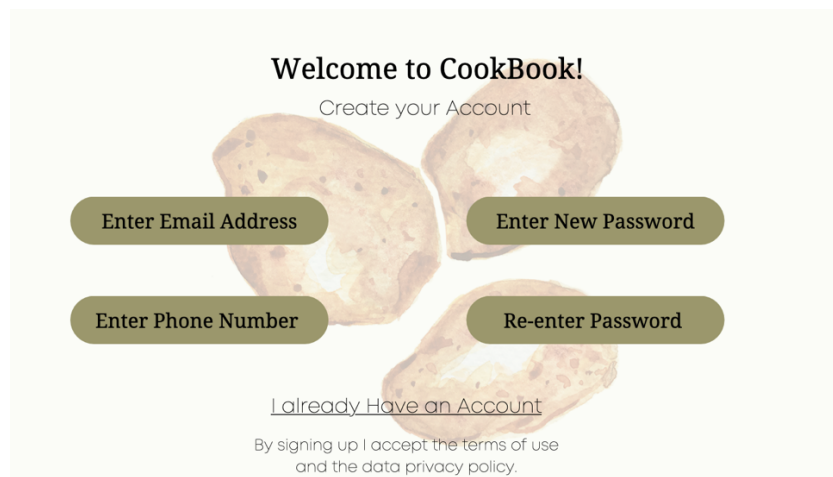 Welcome to CookBook!
Create your Account
Enter Email Address
Enter New Password
Enter Phone Number
Re-enter Password
I already Have an Account
By signing up I accept the terms of use
and the data privacy policy.